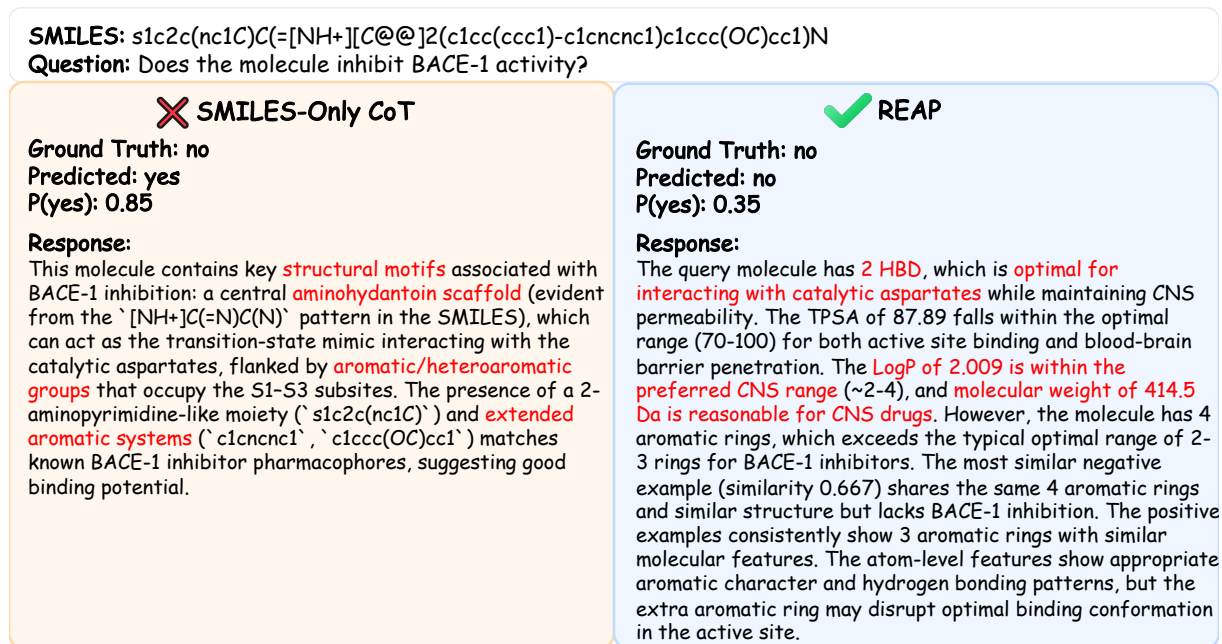 SMILES: s1c2c(nc1C)C(=[NH+][C@@]2(c1cc(ccc1)-c1cncnc1)c1ccc(OC)cc1)N
Question: Does the molecule inhibit BACE-1 activity?
SMILES-Only CoT
Ground Truth: no
Predicted: yes
P(yes): 0.85
Response:
This molecule contains key structural motifs associated with
BACE-1 inhibition: a central aminohydantoin scaffold (evident
from the `[NH+]C(=N)C(N)` pattern in the SMILES), which
can act as the transition-state mimic interacting with the
catalytic aspartates, flanked by aromatic/heteroaromatic
groups that occupy the S1–S3 subsites. The presence of a 2-
aminopyrimidine-like moiety (`s1c2c(nc1C)`) and extended
aromatic systems (`c1cncnc1`, `c1ccc(OC)cc1`) matches
known BACE-1 inhibitor pharmacophores, suggesting good
binding potential.
REAP
Ground Truth: no
Predicted: no
P(yes): 0.35
Response:
The query molecule has 2 HBD, which is optimal for
interacting with catalytic aspartates while maintaining CNS
permeability. The TPSA of 87.89 falls within the optimal
range (70-100) for both active site binding and blood-brain
barrier penetration. The LogP of 2.009 is within the
preferred CNS range (~2-4), and molecular weight of 414.5
Da is reasonable for CNS drugs. However, the molecule has 4
aromatic rings, which exceeds the typical optimal range of 2-
3 rings for BACE-1 inhibitors. The most similar negative
example (similarity 0.667) shares the same 4 aromatic rings
and similar structure but lacks BACE-1 inhibition. The positive
examples consistently show 3 aromatic rings with similar
molecular features. The atom-level features show appropriate
aromatic character and hydrogen bonding patterns, but the
extra aromatic ring may disrupt optimal binding conformation
in the active site.